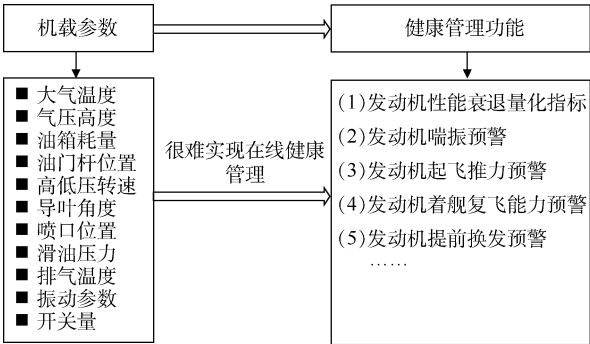 机载参数
健康管理功能
■ 大气温度
■ 气压高度
■ 油箱耗量
■ 油门杆位置
■ 高低压转速
■ 导叶角度
■ 喷口位置
■ 滑油压力
■ 排气温度
■ 振动参数
■ 开关量
很难实现在线健康
管理
(1)发动机性能衰退量化指标
(2)发动机喘振预警
(3)发动机起飞推力预警
(4)发动机着舰复飞能力预警
(5)发动机提前换发预警
……